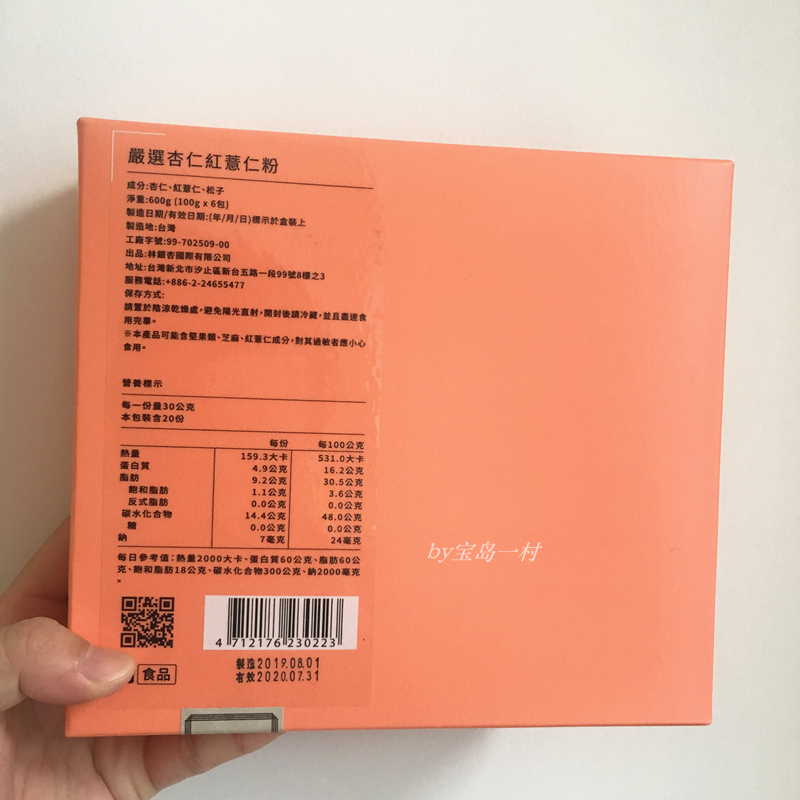 嚴選杏仁紅薏仁粉
成分:杏仁、紅薏仁、松子
淨重:600g (100g x 6包)
製造日期/有效日期:(年/月/日)標示於盒裝上
製造地:台灣
工廠字號:99-702509-00
出品:林銀杏國際有限公司
地址:台灣新北市汐止區新台五路一段99號8樓之3
服務電話:+886-2-24655477
保存方式:
請置於陰涼乾燥處,避免陽光直射,開封後請冷藏,並且盡速食
用完畢。
※本產品可能含堅果類、芝麻、紅薏仁成分,對其過敏者應小心
食用。
營養標示
每一份量30公克
本包裝含20份
每份 每100公克
熱量 159.3大卡 531.0大卡
蛋白質 4.9公克 16.2公克
脂肪 9.2公克 30.5公克
飽和脂肪 1.1公克 3.6公克
反式脂肪 0.0公克 0.0公克
碳水化合物 14.4公克 48.0公克
糖 0.0公克 0.0公克
鈉 7毫克 24毫克
每日參考值:熱量2000大卡、蛋白質60公克、脂肪60公
克、飽和脂肪18公克、碳水化合物300公克、鈉2000毫克
。
by宝岛一村
4 712176 230223
製造2019.08.01
有效2020.07.31
食品